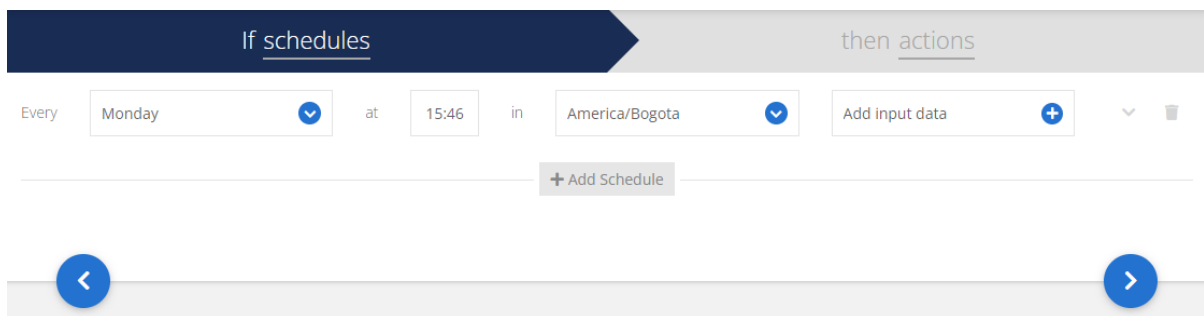 If schedules
then actions
Every Monday at 15:46 in America/Bogota Add input data
Add Schedule